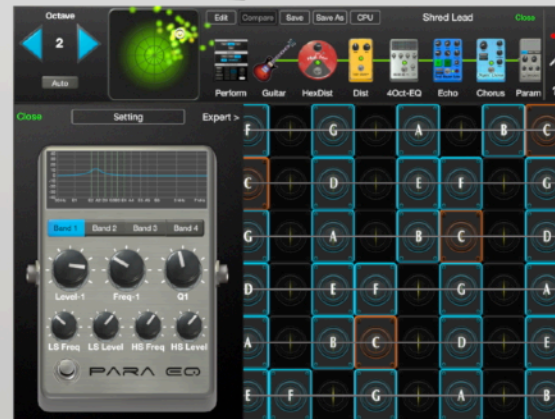 Octave
2
Auto
Edit Compare Save Save As CPU Shred Lead Close
Perform Guitar HexDist Dist 4Oct-EQ Echo Chorus Param
Close Setting Expert >
Band 1 Band 2 Band 3 Band 4
Level-1 Freq-1 Q1
LS Freq LS Level HS Freq HS Level
PARA EQ
F G A B C
C D E F
G A B C D
D E F G A
A B C D E
E F G A B